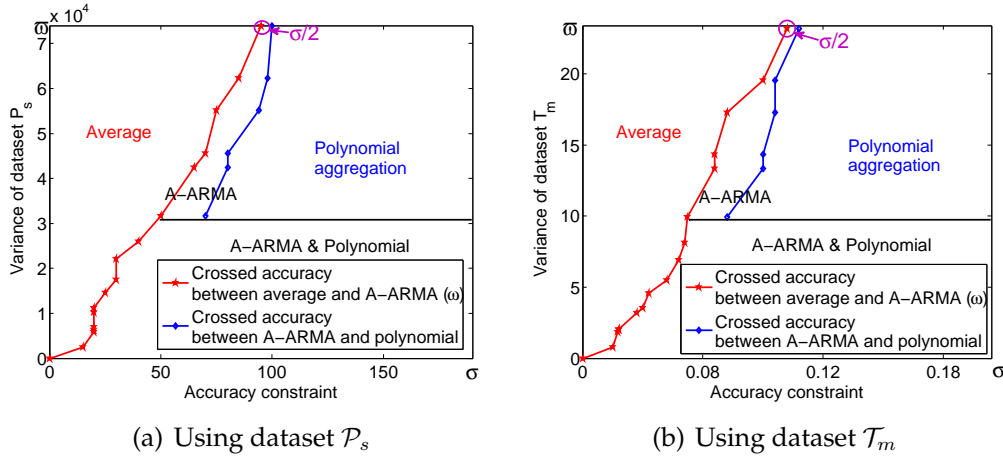 ϖ x 10⁴
7
6
5
4
3
2
1
0
0
50
100
150
σ
Variance of dataset P_s
Accuracy constraint
Average
σ/2
Polynomial
aggregation
A−ARMA
A−ARMA & Polynomial
Crossed accuracy
between average and A−ARMA (ω)
Crossed accuracy
between A−ARMA and polynomial
(a) Using dataset 𝒫_s
ϖ
20
15
10
5
0
0
0.08
0.12
0.18
σ
Variance of dataset T_m
Accuracy constraint
Average
σ/2
Polynomial
aggregation
A−ARMA
A−ARMA & Polynomial
Crossed accuracy
between average and A−ARMA (ω)
Crossed accuracy
between A−ARMA and polynomial
(b) Using dataset 𝒯_m